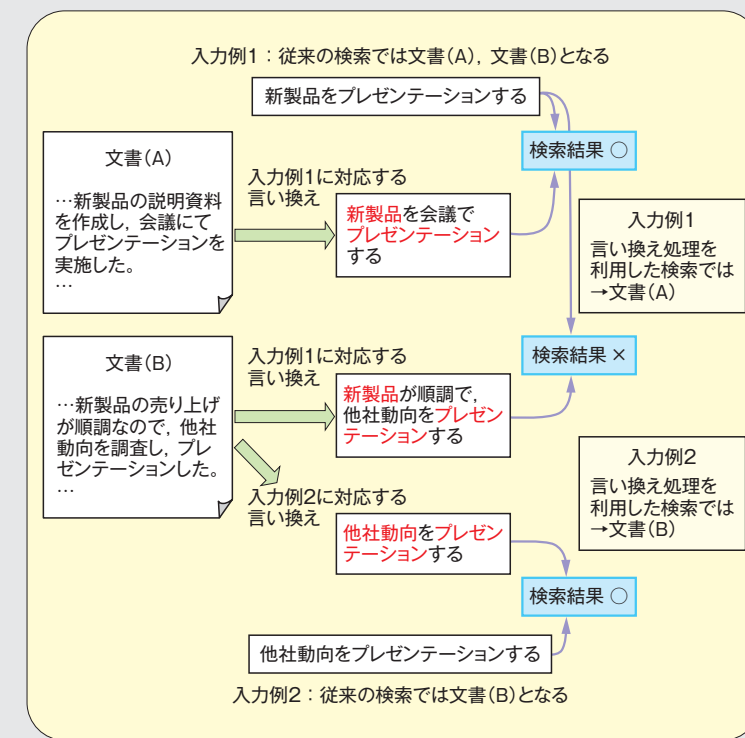 入力例1：従来の検索では文書(A)，文書(B)となる
新製品をプレゼンテーションする
文書(A)
…新製品の説明資料
を作成し，会議にて
プレゼンテーションを
実施した。
…
入力例1に対応する
言い換え
新製品を会議で
プレゼンテーション
する
検索結果 ○
入力例1
言い換え処理を
利用した検索では
→文書(A)
文書(B)
…新製品の売り上げ
が順調なので，他社
動向を調査し，プレ
ゼンテーションした。
…
入力例1に対応する
言い換え
新製品が順調で，
他社動向をプレゼン
テーションする
検索結果 ×
入力例2に対応する
言い換え
他社動向をプレゼン
テーションする
入力例2
言い換え処理を
利用した検索では
→文書(B)
検索結果 ○
他社動向をプレゼンテーションする
入力例2：従来の検索では文書(B)となる